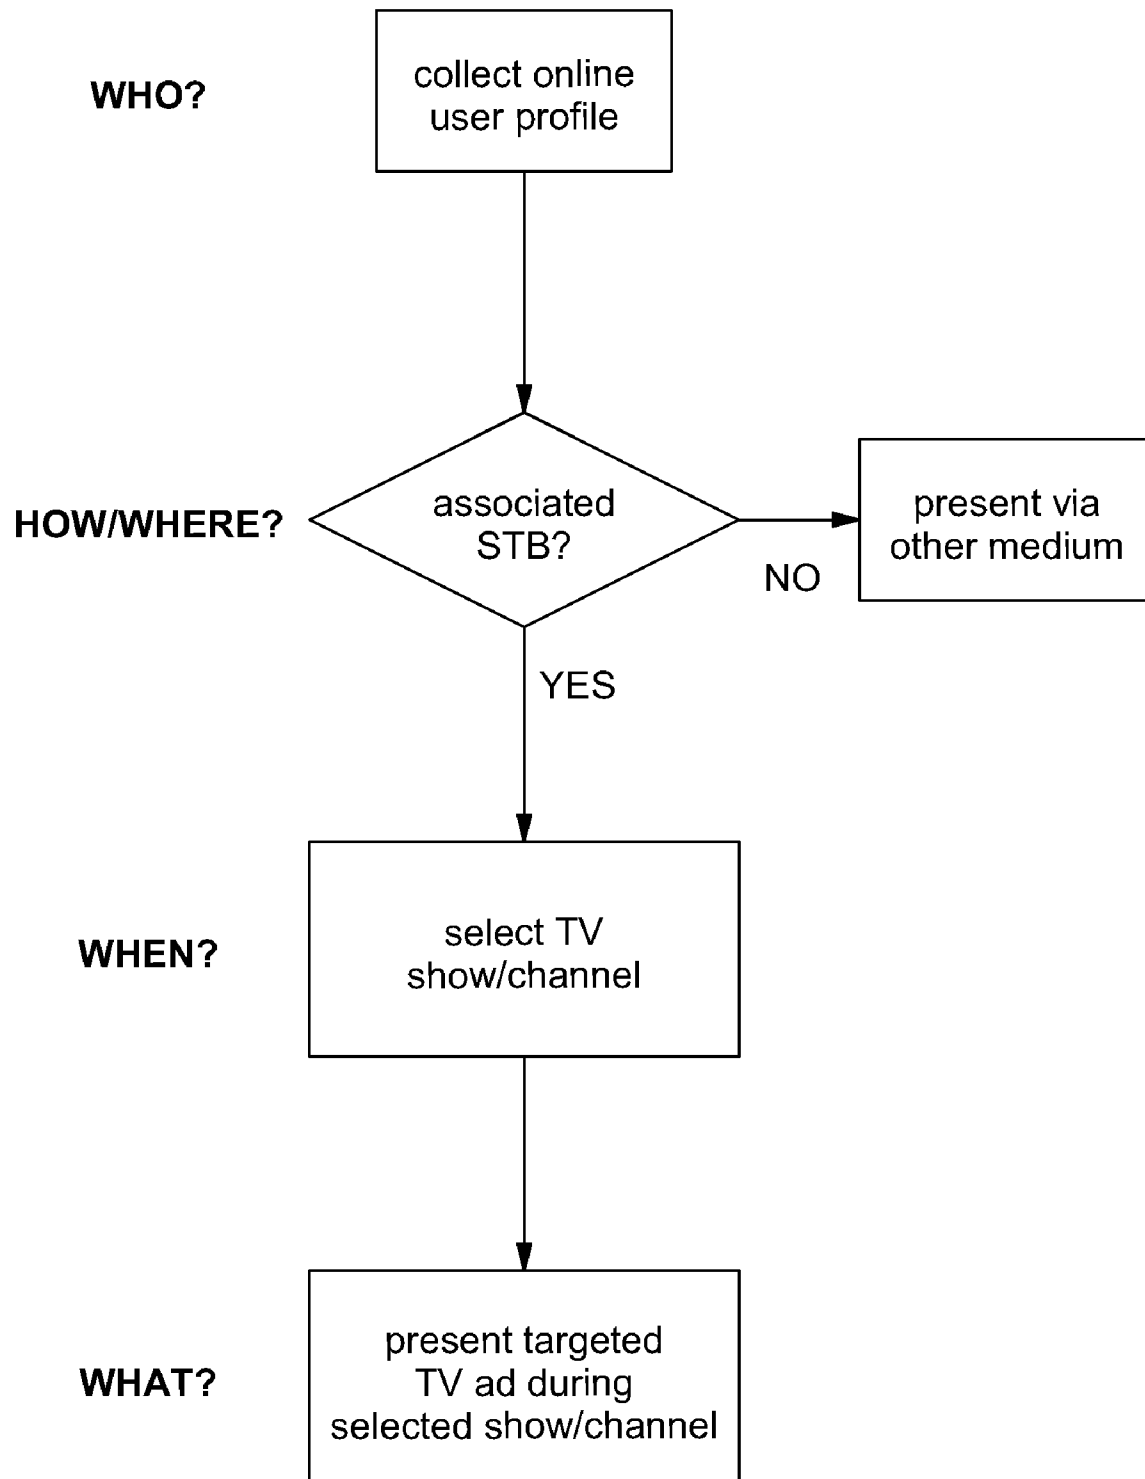 WHO?
collect online
user profile
HOW/WHERE?
associated
STB?
NO
present via
other medium
YES
WHEN?
select TV
show/channel
WHAT?
present targeted
TV ad during
selected show/channel